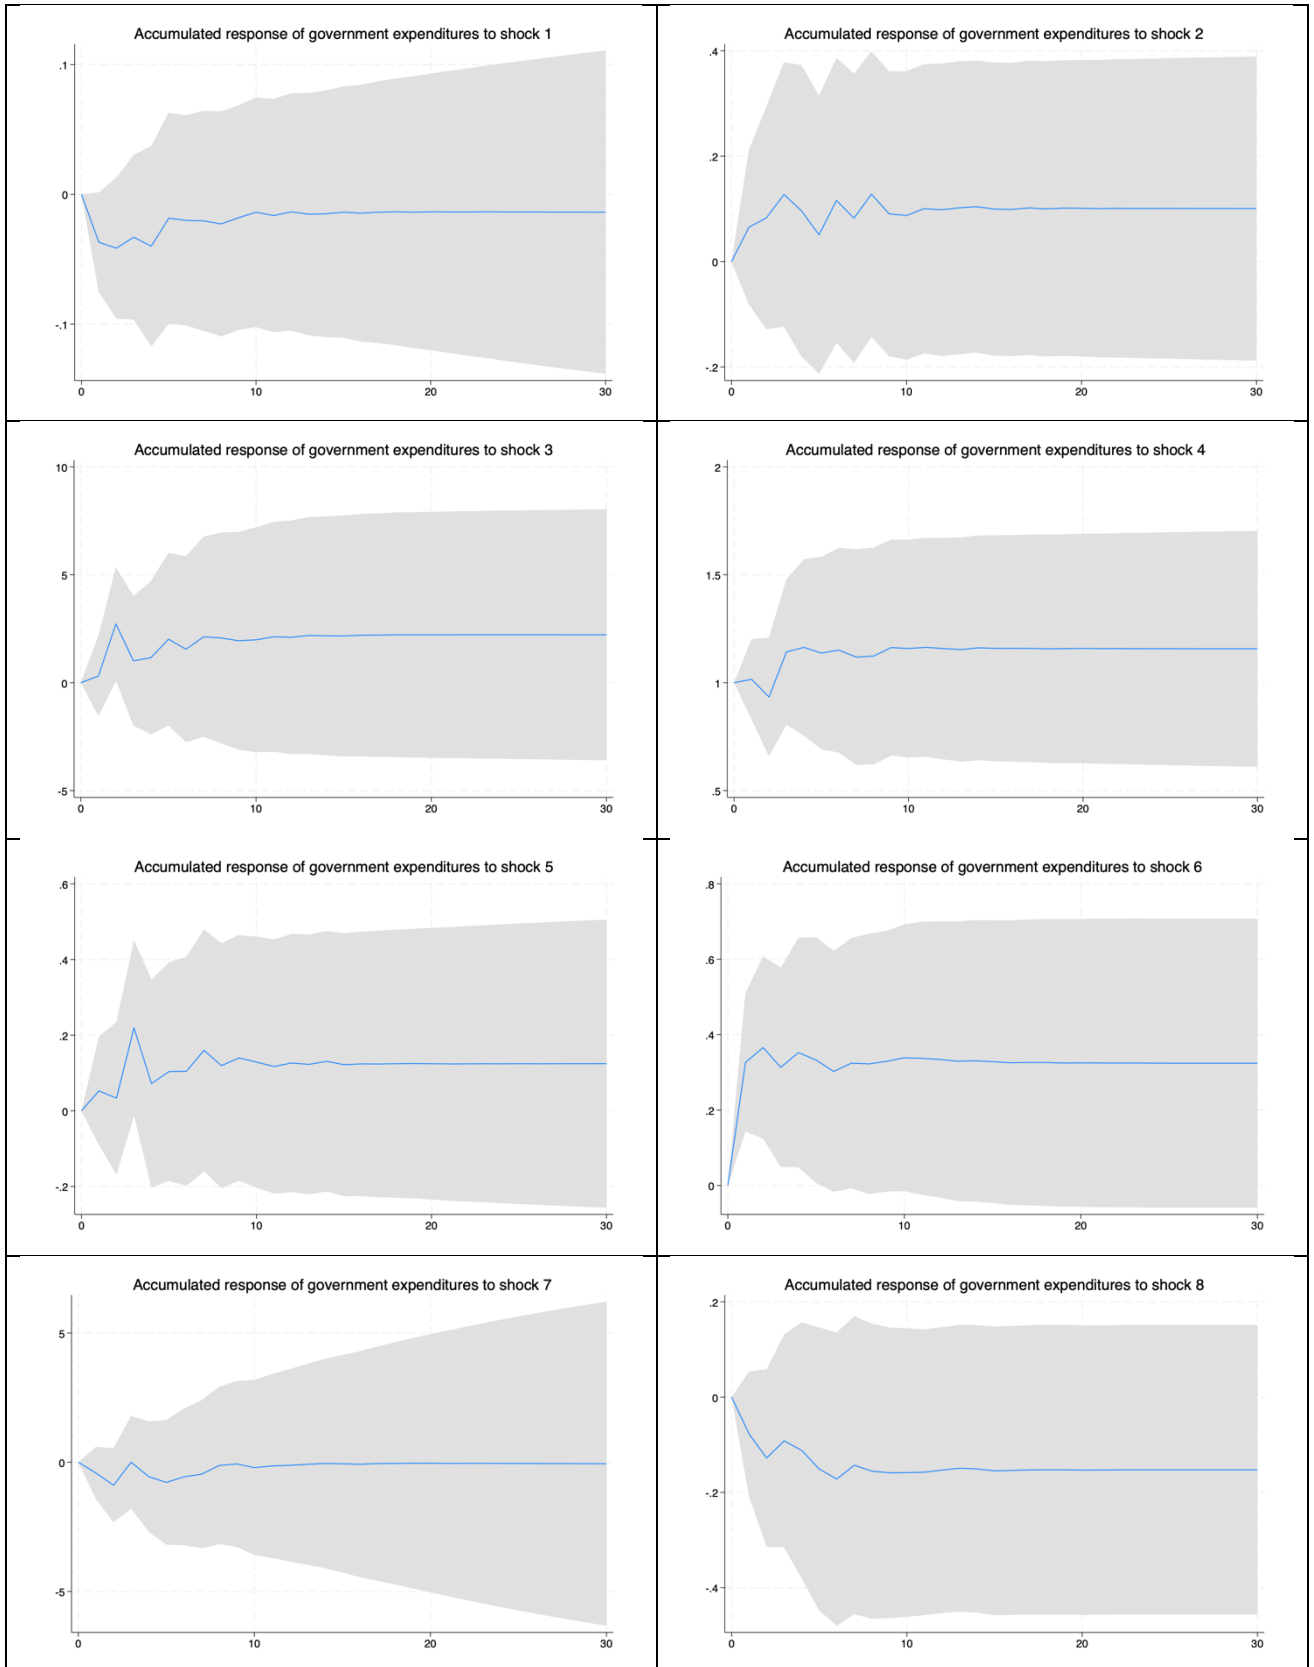 Accumulated response of government expenditures to shock 1
.1
0
-.1
0 10 20 30
Accumulated response of government expenditures to shock 2
.4
.2
0
-.2
0 10 20 30
Accumulated response of government expenditures to shock 3
10
5
0
-5
0 10 20 30
Accumulated response of government expenditures to shock 4
2
1.5
1
.5
0 10 20 30
Accumulated response of government expenditures to shock 5
.6
.4
.2
0
-.2
0 10 20 30
Accumulated response of government expenditures to shock 6
.8
.6
.4
.2
0
0 10 20 30
Accumulated response of government expenditures to shock 7
5
0
-5
0 10 20 30
Accumulated response of government expenditures to shock 8
.2
0
-.2
-.4
0 10 20 30